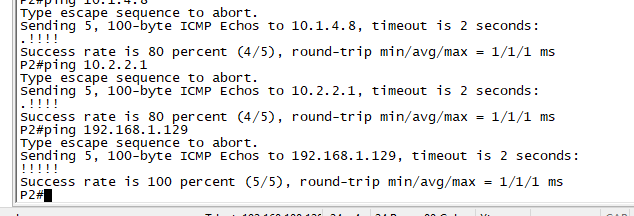 P2#ping 10.1.4.8
Type escape sequence to abort.
Sending 5, 100-byte ICMP Echos to 10.1.4.8, timeout is 2 seconds:
.!!!!
Success rate is 80 percent (4/5), round-trip min/avg/max = 1/1/1 ms
P2#ping 10.2.2.1
Type escape sequence to abort.
Sending 5, 100-byte ICMP Echos to 10.2.2.1, timeout is 2 seconds:
.!!!!
Success rate is 80 percent (4/5), round-trip min/avg/max = 1/1/1 ms
P2#ping 192.168.1.129
Type escape sequence to abort.
Sending 5, 100-byte ICMP Echos to 192.168.1.129, timeout is 2 seconds:
!!!!!
Success rate is 100 percent (5/5), round-trip min/avg/max = 1/1/1 ms
P2#